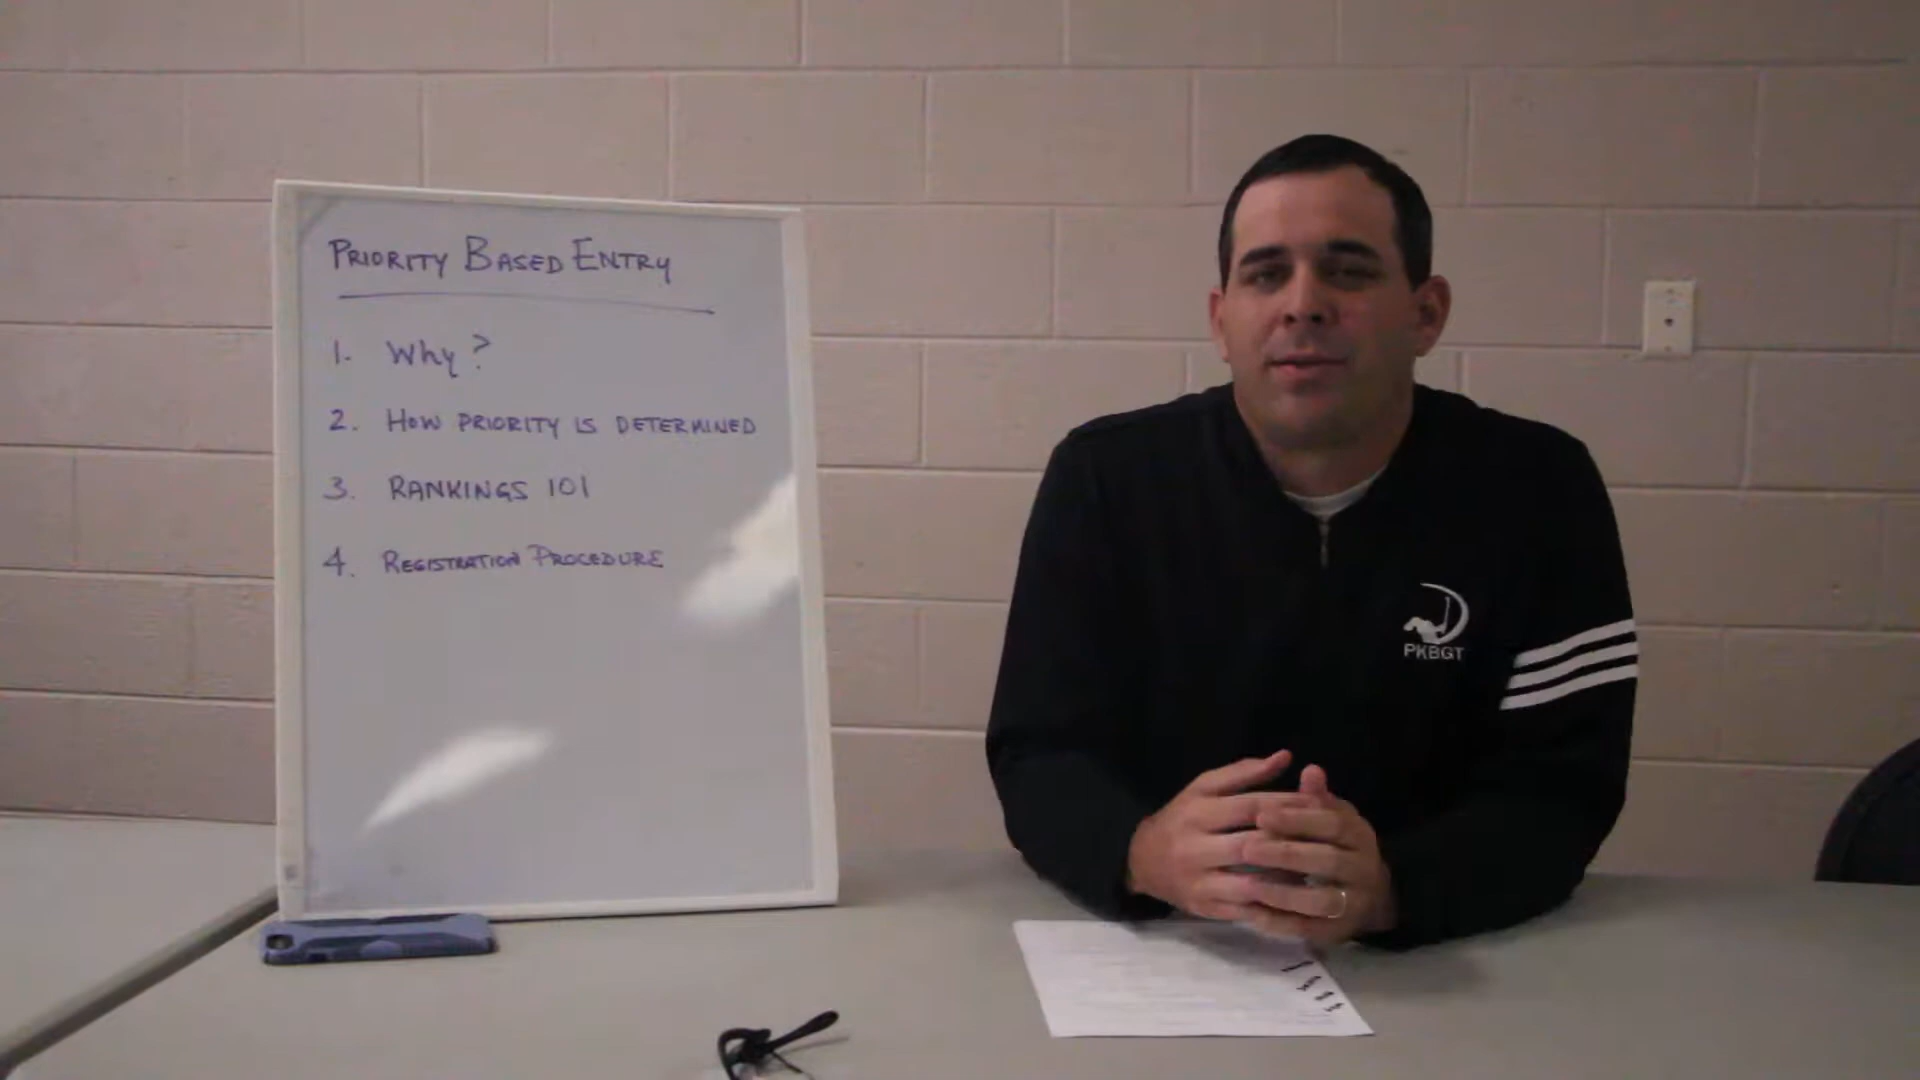 PRIORITY BASED ENTRY
1. Why?
2. HOW PRIORITY IS DETERMINED
3. RANKINGS 101
4. REGISTRATION PROCEDURE
PKBGT